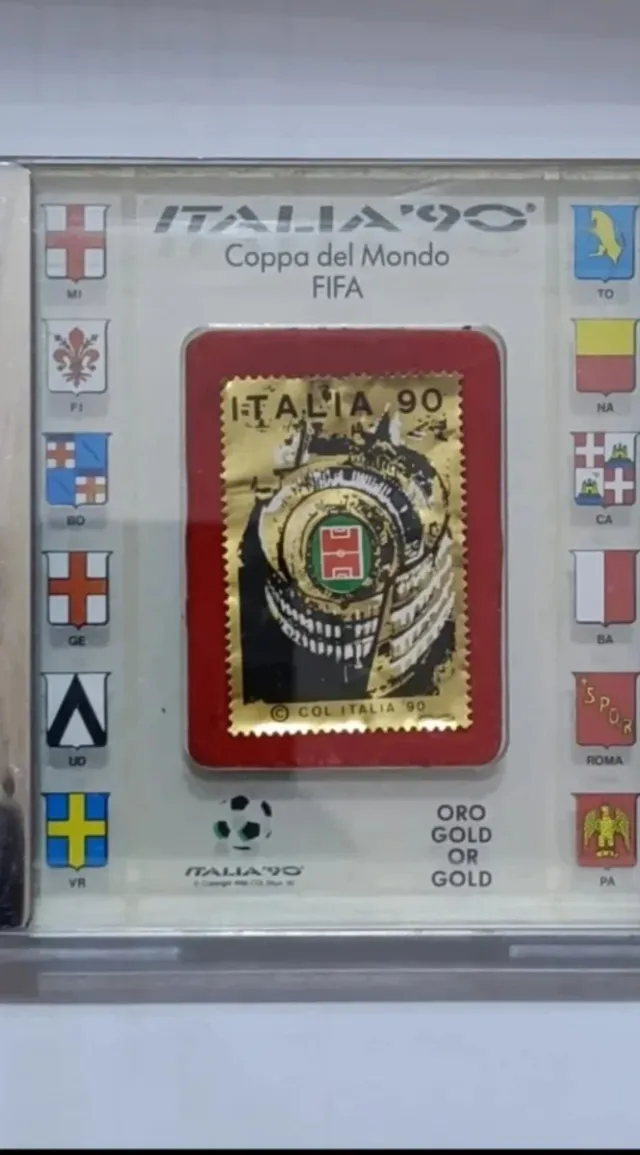 ITALIA'90
Coppa del Mondo
FIFA
MI
FI
BO
GE
UD
VR
ITALIA 90
© COL ITALIA '90
TO
NA
CA
BA
SPQR
ROMA
PA
ITALIA'90
ORO
GOLD
OR
GOLD